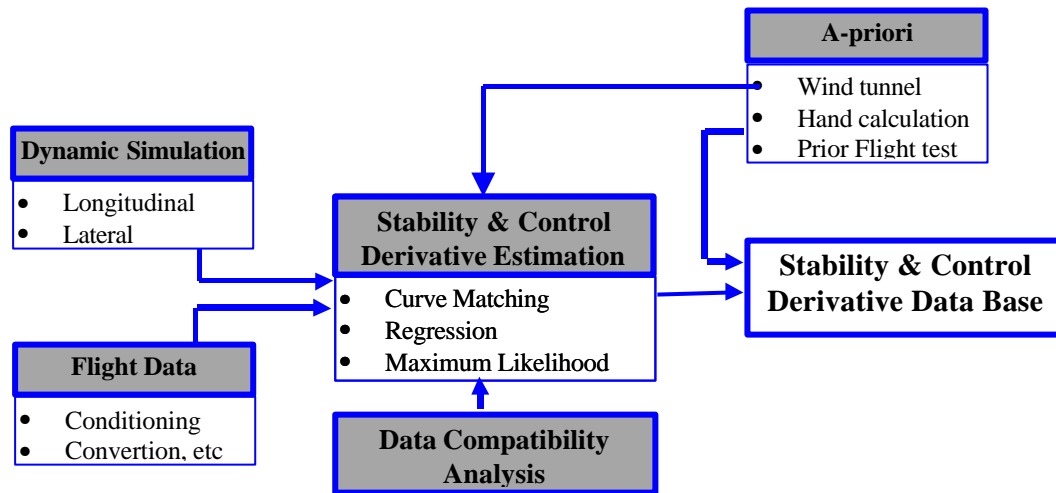 A-priori
• Wind tunnel
• Hand calculation
• Prior Flight test
Dynamic Simulation
• Longitudinal
• Lateral
Stability & Control
Derivative Estimation
• Curve Matching
• Regression
• Maximum Likelihood
Stability & Control
Derivative Data Base
Flight Data
• Conditioning
• Convertion, etc
Data Compatibility
Analysis